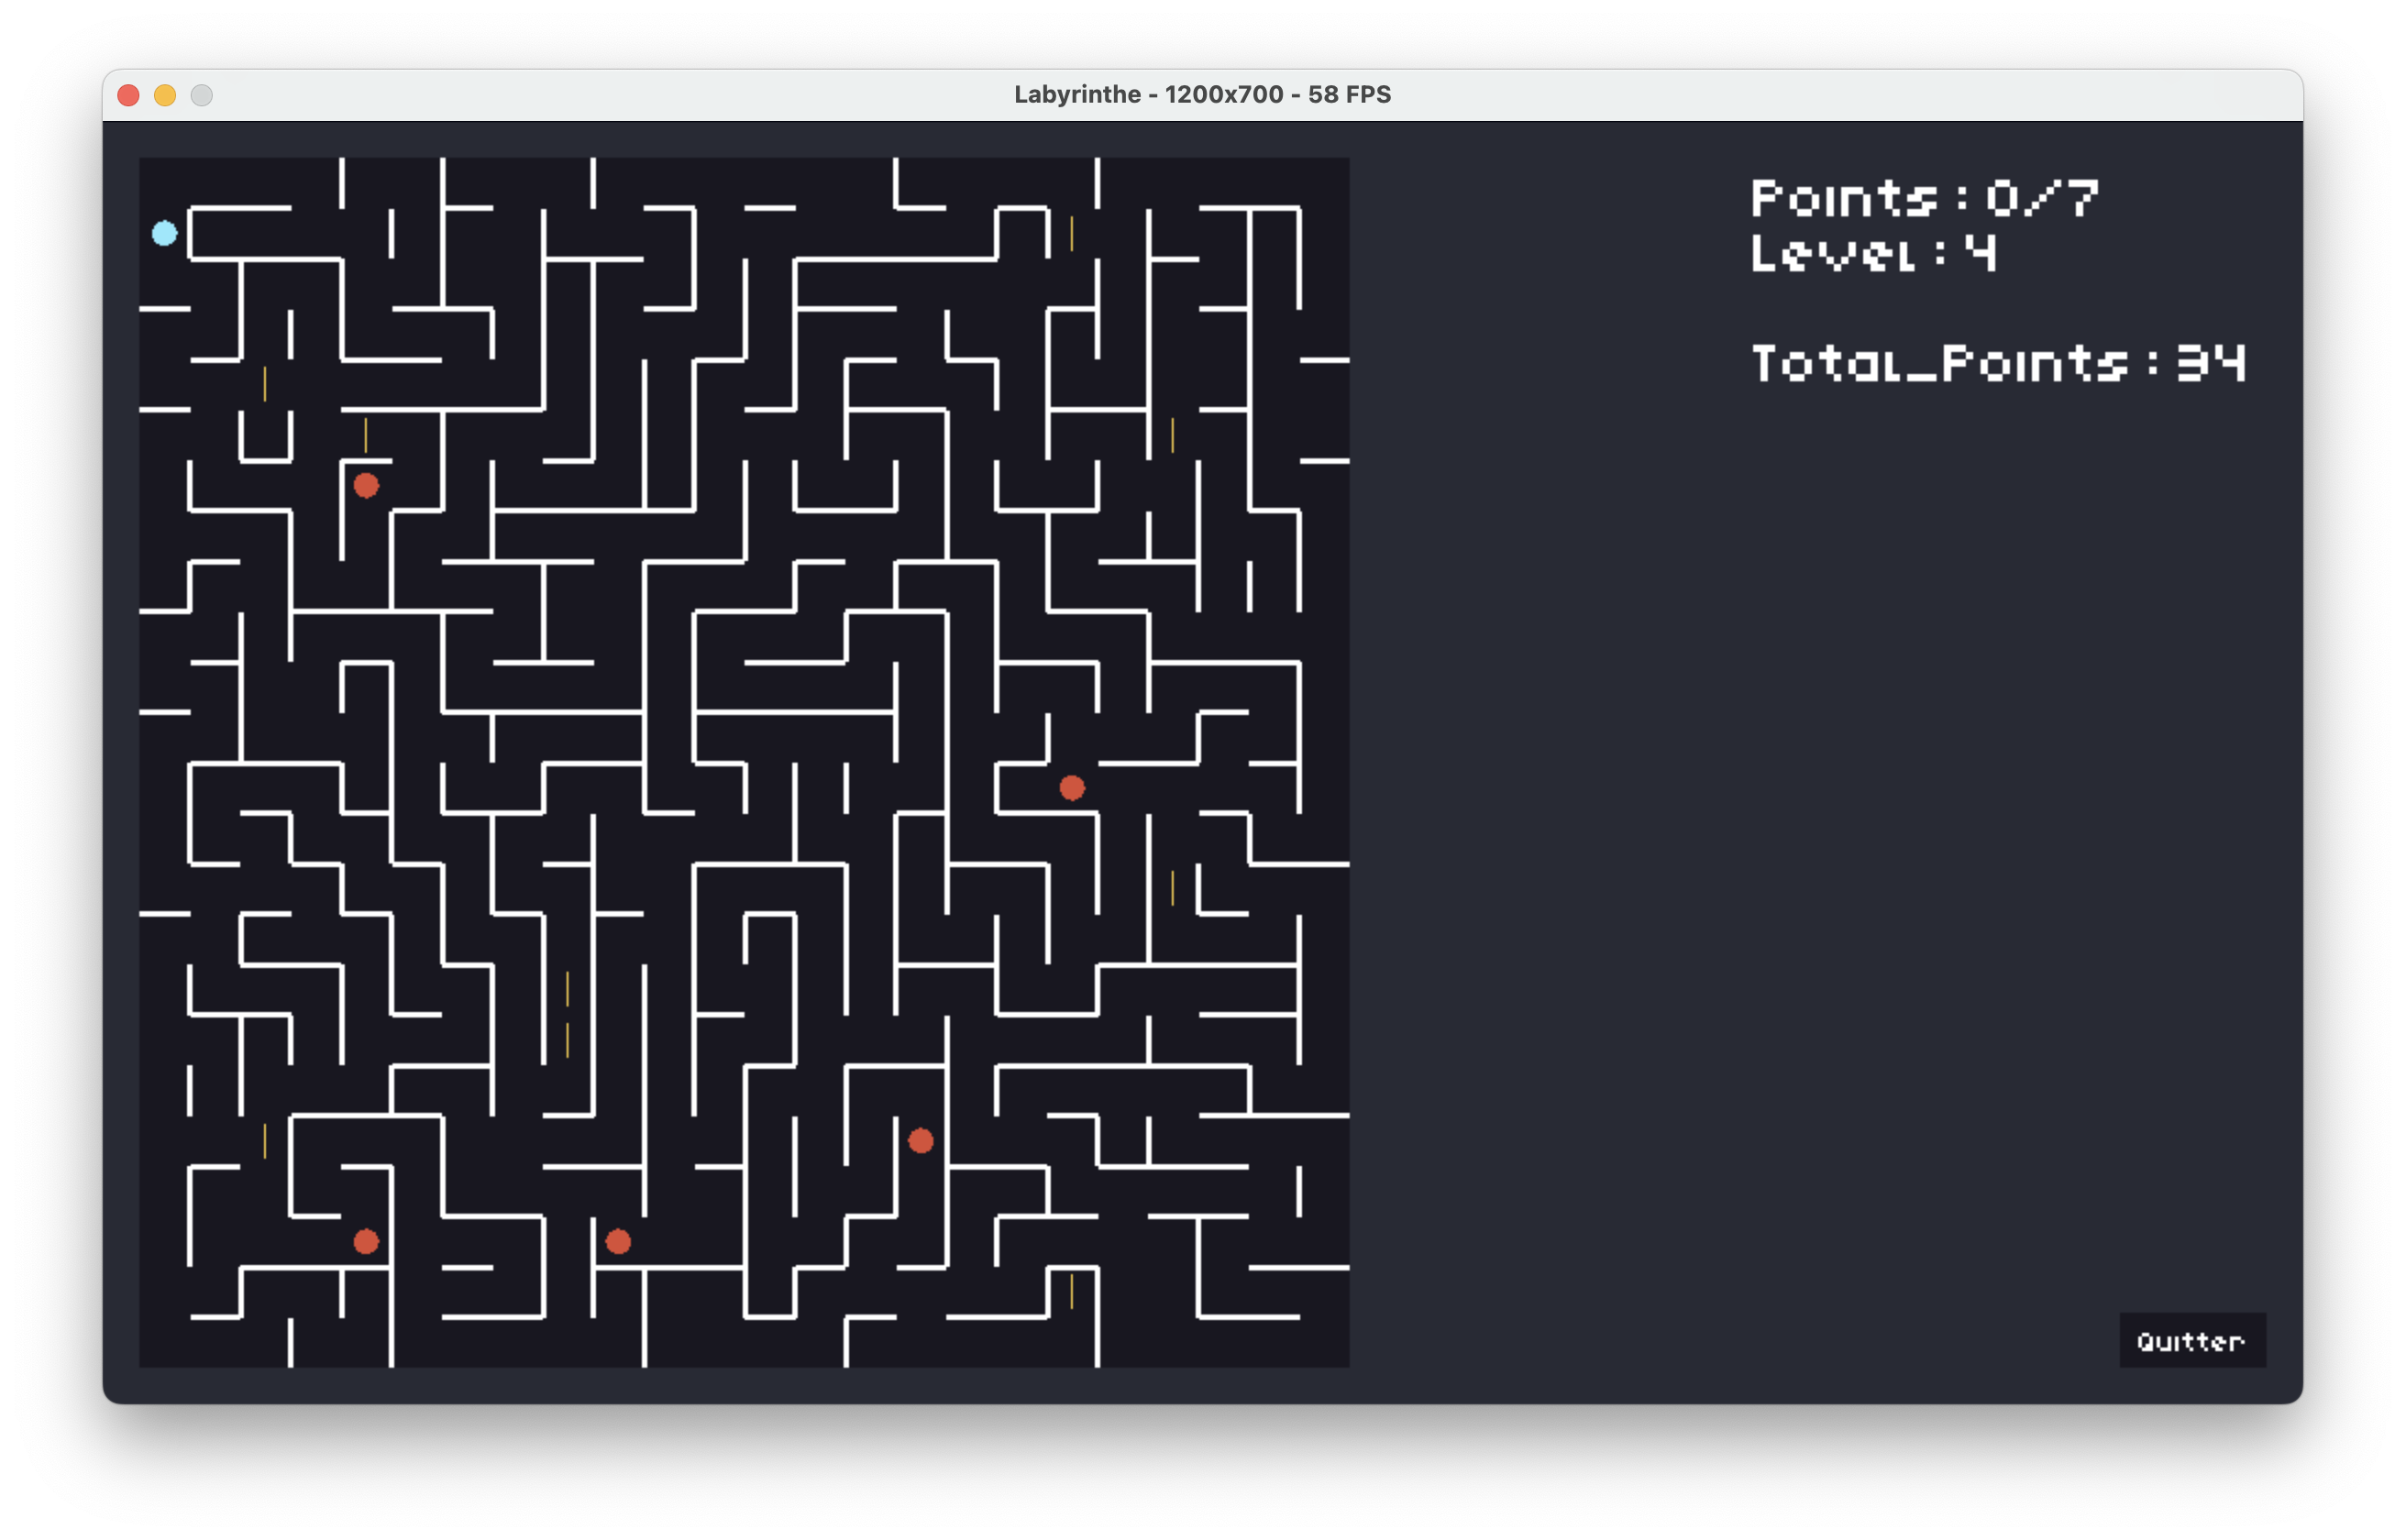 Labyrinthe - 1200x700 - 58 FPS
Points : 0/7
Level : 4
Total_Points : 34
Quitter